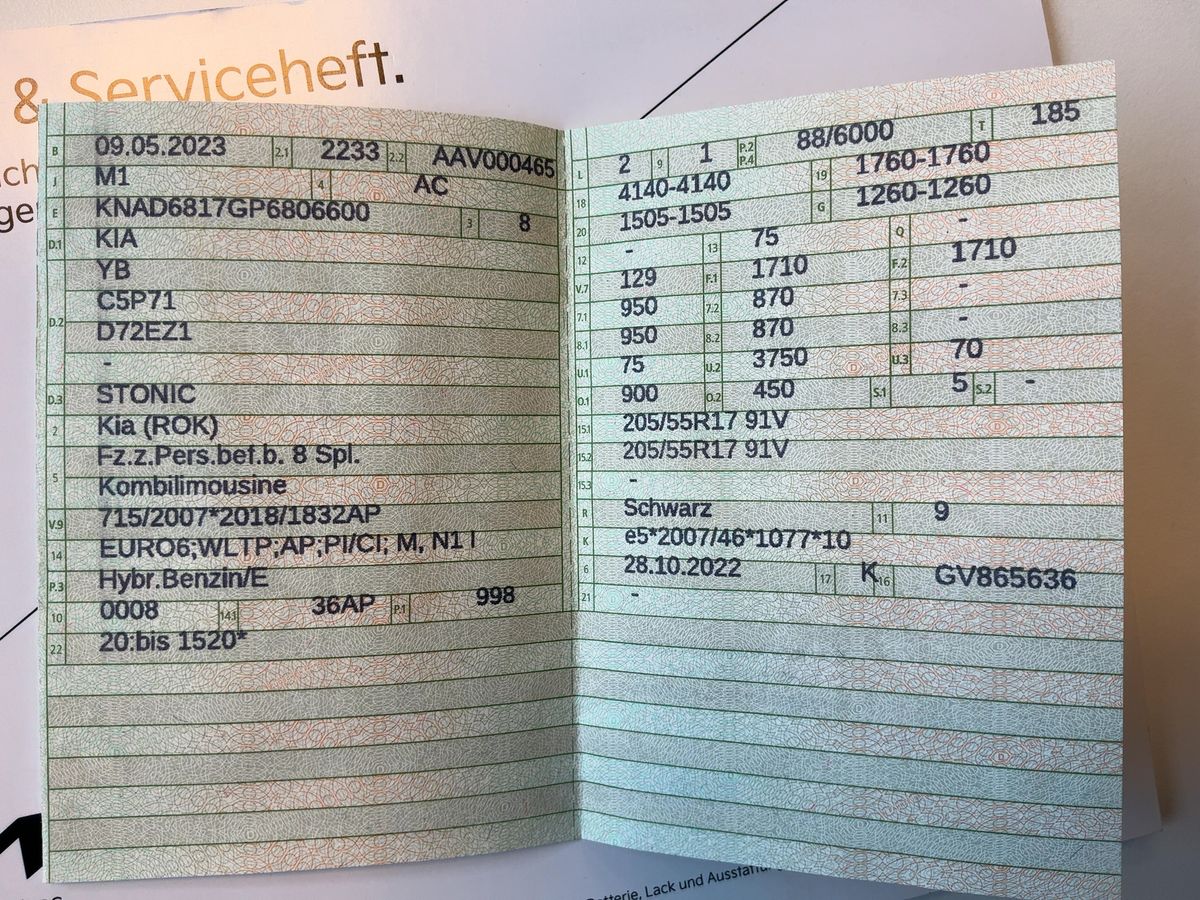 & Serviceheft.
B 09.05.2023 2.1 2233 2.2 AAV000465
J M1 4 AC
E KNAD6817GP6806600 3 8
D.1 KIA
YB
D.2 C5P71
D72EZ1
-
D.3 STONIC
2 Kia (ROK)
5 Fz.z.Pers.bef.b. 8 Spl.
Kombilimousine
V.9 715/2007*2018/1832AP
14 EURO6;WLTP;AP;PI/CI; M, N1 I
P.3 Hybr.Benzin/E
10 0008 14.1 36AP P.1 998
22 20:bis 1520*
L 2 9 1 P.2 P.4 88/6000 T 185
18 4140-4140 19 1760-1760
20 1505-1505 G 1260-1260
12 - 13 75 Q -
V.7 129 F.1 1710 F.2 1710
7.1 950 7.2 870 7.3 -
8.1 950 8.2 870 8.3 -
U.1 75 U.2 3750 U.3 70
O.1 900 O.2 450 S.1 5 S.2 -
15.1 205/55R17 91V
15.2 205/55R17 91V
15.3 -
R Schwarz 11 9
K e5*2007/46*1077*10
6 28.10.2022 17 K 16 GV865636
21 -
Lack und